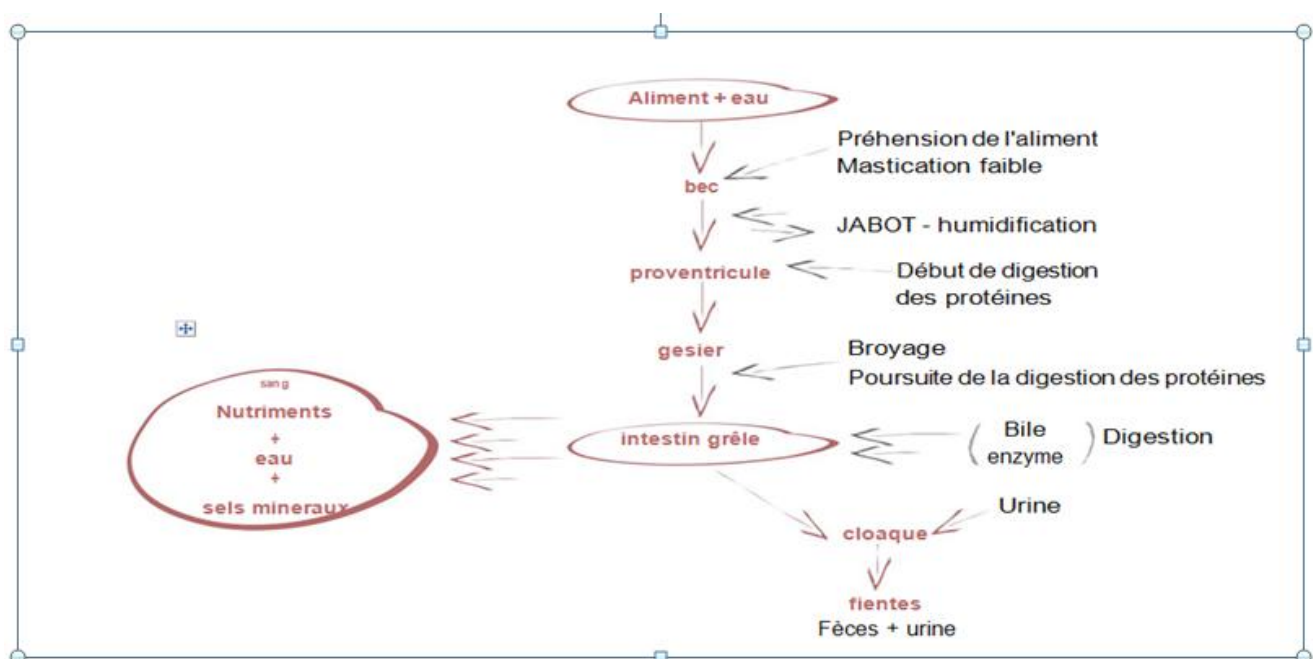 Aliment + eau
Préhension de l'aliment
Mastication faible
bec
JABOT - humidification
proventricule
Début de digestion
des protéines
gesier
Broyage
Poursuite de la digestion des protéines
sang
Nutriments
+
eau
+
sels mineraux
intestin grêle
( Bile
enzyme ) Digestion
Urine
cloaque
fientes
Fèces + urine